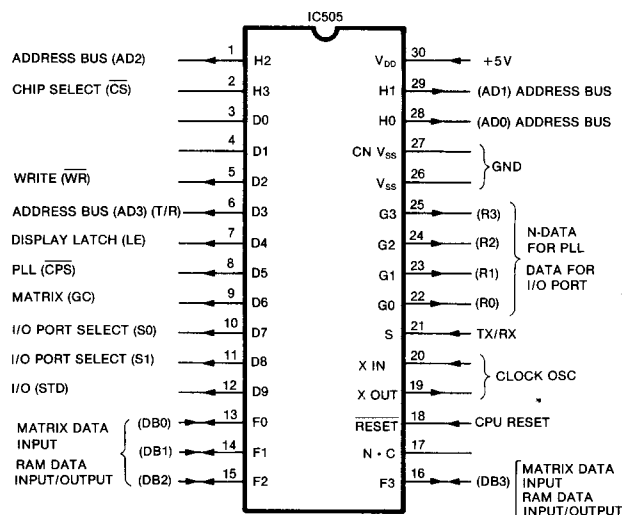 IC505
ADDRESS BUS (AD2) 1 H2
CHIP SELECT (CS) 2 H3
3 D0
4 D1
WRITE (WR) 5 D2
ADDRESS BUS (AD3) (T/R) 6 D3
DISPLAY LATCH (LE) 7 D4
PLL (CPS) 8 D5
MATRIX (GC) 9 D6
I/O PORT SELECT (S0) 10 D7
I/O PORT SELECT (S1) 11 D8
I/O (STD) 12 D9
MATRIX DATA
INPUT
RAM DATA
INPUT/OUTPUT
(DB0) 13 F0
(DB1) 14 F1
(DB2) 15 F2
VDD 30 +5V
H1 29 (AD1) ADDRESS BUS
H0 28 (AD0) ADDRESS BUS
CN VSS 27
GND
VSS 26
G3 25 (R3)
G2 24 (R2)
G1 23 (R1)
G0 22 (R0)
N-DATA
FOR PLL
DATA FOR
I/O PORT
S 21 TX/RX
X IN 20
X OUT 19
CLOCK OSC
RESET 18 CPU RESET
N・C 17
F3 16 (DB3)
MATRIX DATA
INPUT
RAM DATA
INPUT/OUTPUT